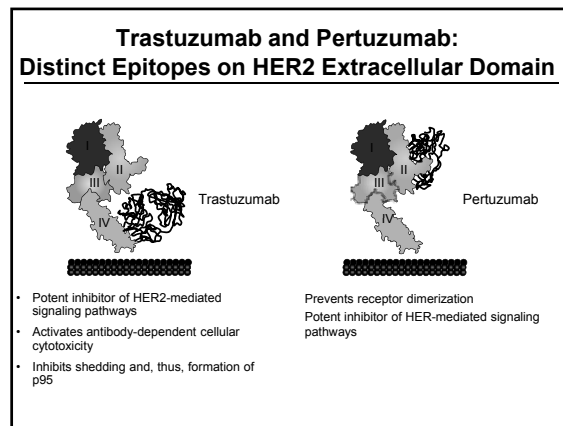 Trastuzumab and Pertuzumab:
Distinct Epitopes on HER2 Extracellular Domain
I
II
III
IV
Trastuzumab
I
II
III
IV
Pertuzumab
• Potent inhibitor of HER2-mediated
signaling pathways
• Activates antibody-dependent cellular
cytotoxicity
• Inhibits shedding and, thus, formation of
p95
Prevents receptor dimerization
Potent inhibitor of HER-mediated signaling
pathways